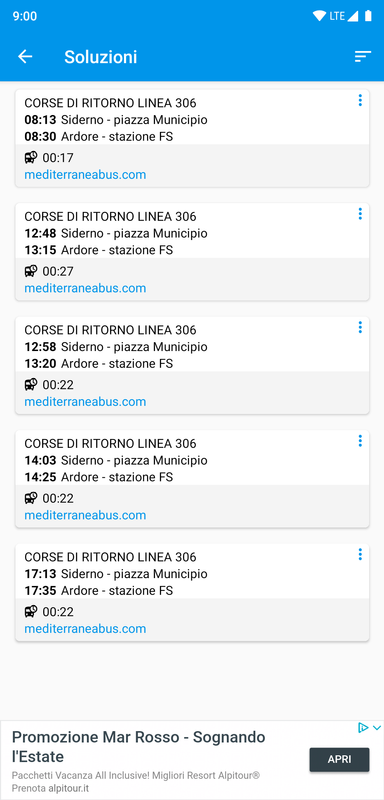 9:00
LTE
Soluzioni
CORSE DI RITORNO LINEA 306
08:13 Siderno - piazza Municipio
08:30 Ardore - stazione FS
00:17
mediterraneabus.com
CORSE DI RITORNO LINEA 306
12:48 Siderno - piazza Municipio
13:15 Ardore - stazione FS
00:27
mediterraneabus.com
CORSE DI RITORNO LINEA 306
12:58 Siderno - piazza Municipio
13:20 Ardore - stazione FS
00:22
mediterraneabus.com
CORSE DI RITORNO LINEA 306
14:03 Siderno - piazza Municipio
14:25 Ardore - stazione FS
00:22
mediterraneabus.com
CORSE DI RITORNO LINEA 306
17:13 Siderno - piazza Municipio
17:35 Ardore - stazione FS
00:22
mediterraneabus.com
Promozione Mar Rosso - Sognando
l'Estate
Pacchetti Vacanza All Inclusive! Migliori Resort Alpitour®
Prenota alpitour.it
APRI